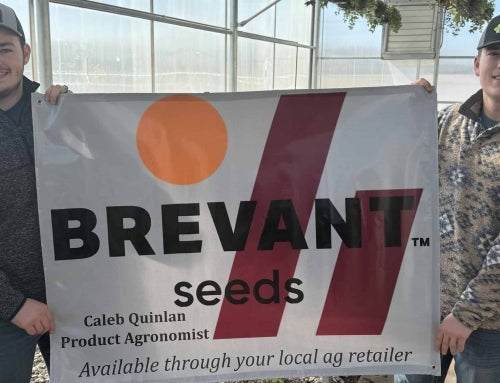 BREVANT™
seeds
Caleb Quinlan
Product Agronomist
Available through your local ag retailer